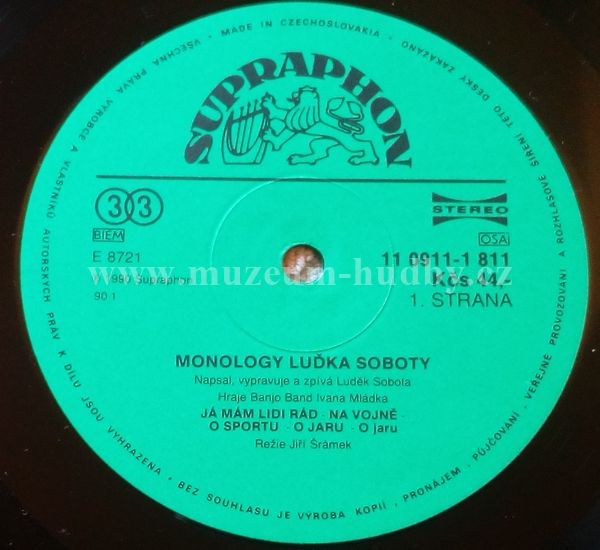 VŠECHNA PRÁVA VÝROBCE A VLASTNÍKŮ AUTORSKÝCH PRÁV K DÍLU JSOU VYHRAZENA • BEZ SOUHLASU JE VÝROBA KOPIÍ, PRONÁJEM, PŮJČOVÁNÍ, VEŘEJNÉ PROVOZOVÁNÍ A ROZHLASOVÉ ŠÍŘENÍ TÉTO DESKY ZAKÁZÁNO
• MADE IN CZECHOSLOVAKIA •
SUPRAPHON
33
STEREO
BIEM
OSA
E 8721
11 0911-1 811
℗ 1990 Supraphon
Kčs 44,-
90 1
1. STRANA
www.muzeum-hudby.cz
MONOLOGY LUĎKA SOBOTY
Napsal, vypravuje a zpívá Luděk Sobota
Hraje Banjo Band Ivana Mládka
JÁ MÁM LIDI RÁD - NA VOJNĚ -
O SPORTU - O JARU - O jaru
Režie Jiří Šrámek